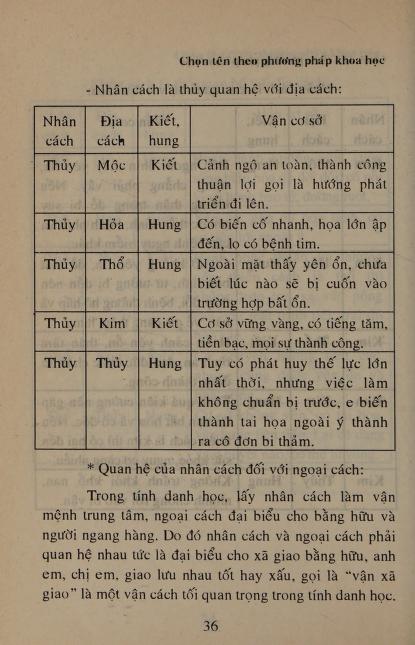 Chọn tên theo phương pháp khoa học
- Nhân cách là thủy quan hệ với địa cách:
Nhân cách | Địa cách | Kiết, hung | Vận cơ sở
Thủy | Mộc | Kiết | Cảnh ngộ an toàn, thành công
thuận lợi gọi là hướng phát
triển đi lên.
Thủy | Hỏa | Hung | Có biến cố nhanh, họa lớn ập
đến, lo có bệnh tim.
Thủy | Thổ | Hung | Ngoài mặt thấy yên ổn, chưa
biết lúc nào sẽ bị cuốn vào
trường hợp bất ổn.
Thủy | Kim | Kiết | Cơ sở vững vàng, có tiếng tăm,
tiền bạc, mọi sự thành công.
Thủy | Thủy | Hung | Tuy có phát huy thế lực lớn
nhất thời, nhưng việc làm
không chuẩn bị trước, e biến
thành tai họa ngoài ý thành
ra cô đơn bi thảm.
* Quan hệ của nhân cách đối với ngoại cách:
Trong tính danh học, lấy nhân cách làm vận
mệnh trung tâm, ngoại cách đại biểu cho bằng hữu và
người ngang hàng. Do đó nhân cách và ngoại cách phải
quan hệ nhau tức là đại biểu cho xã giao bằng hữu, anh
em, chị em, giao lưu nhau tốt hay xấu, gọi là “vận xã
giao” là một vận cách tối quan trọng trong tính danh học.
36